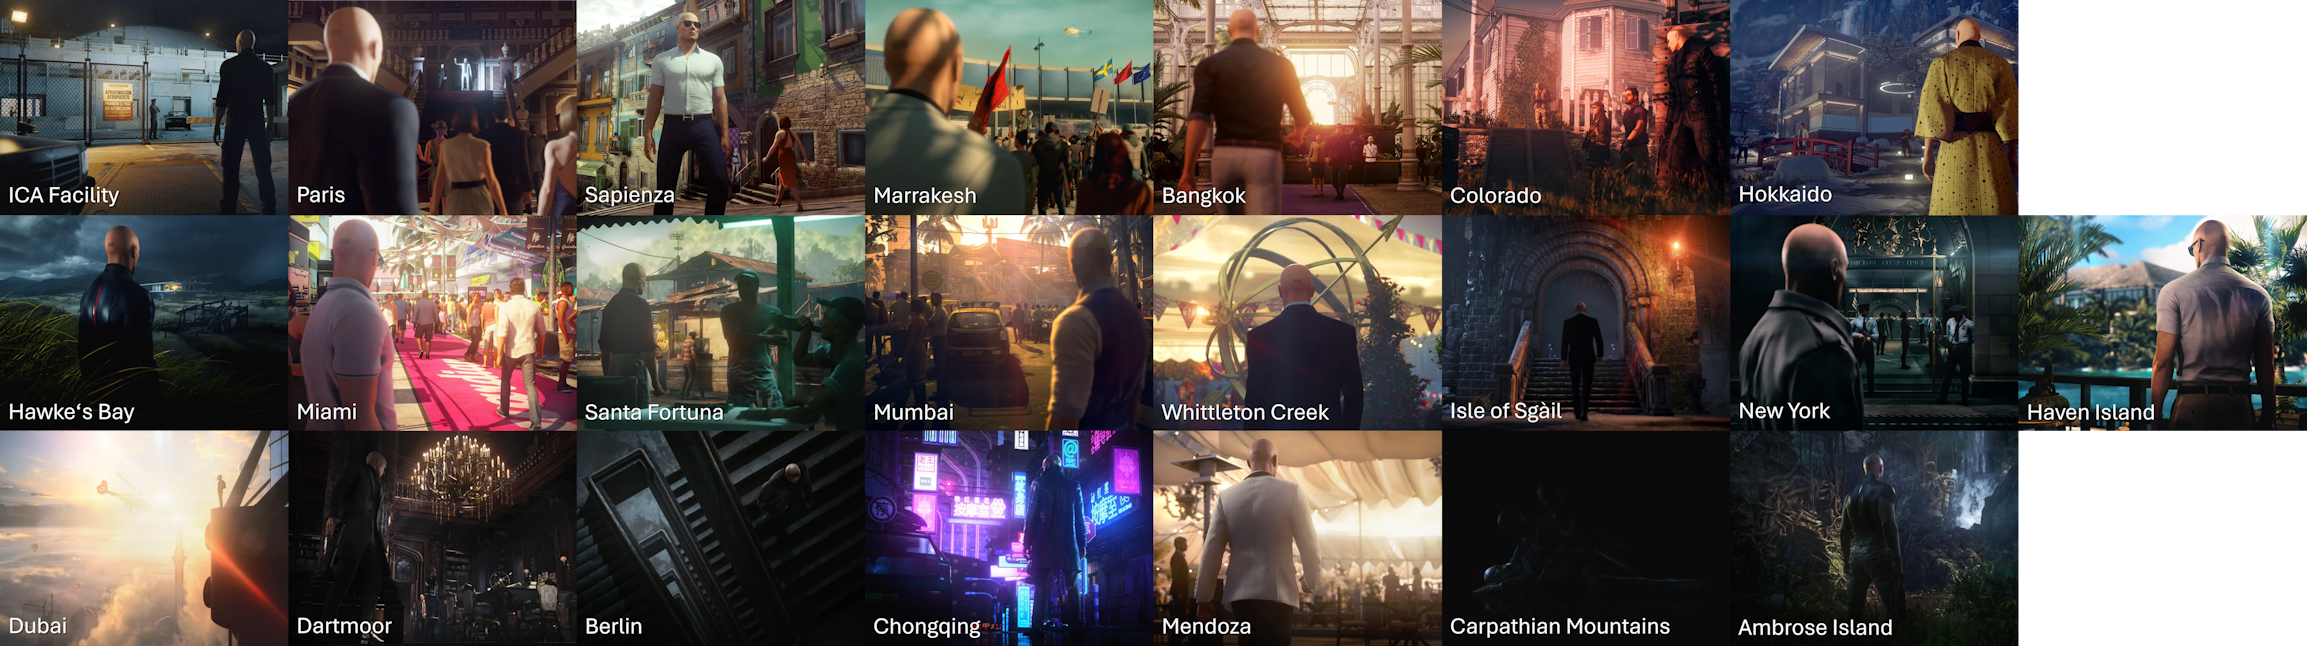 ICA Facility
Paris
Sapienza
Marrakesh
Bangkok
Colorado
Hokkaido
Hawke‘s Bay
Miami
Santa Fortuna
Mumbai
Whittleton Creek
Isle of Sgàil
New York
Haven Island
Dubai
Dartmoor
Berlin
Chongqing
Mendoza
Carpathian Mountains
Ambrose Island